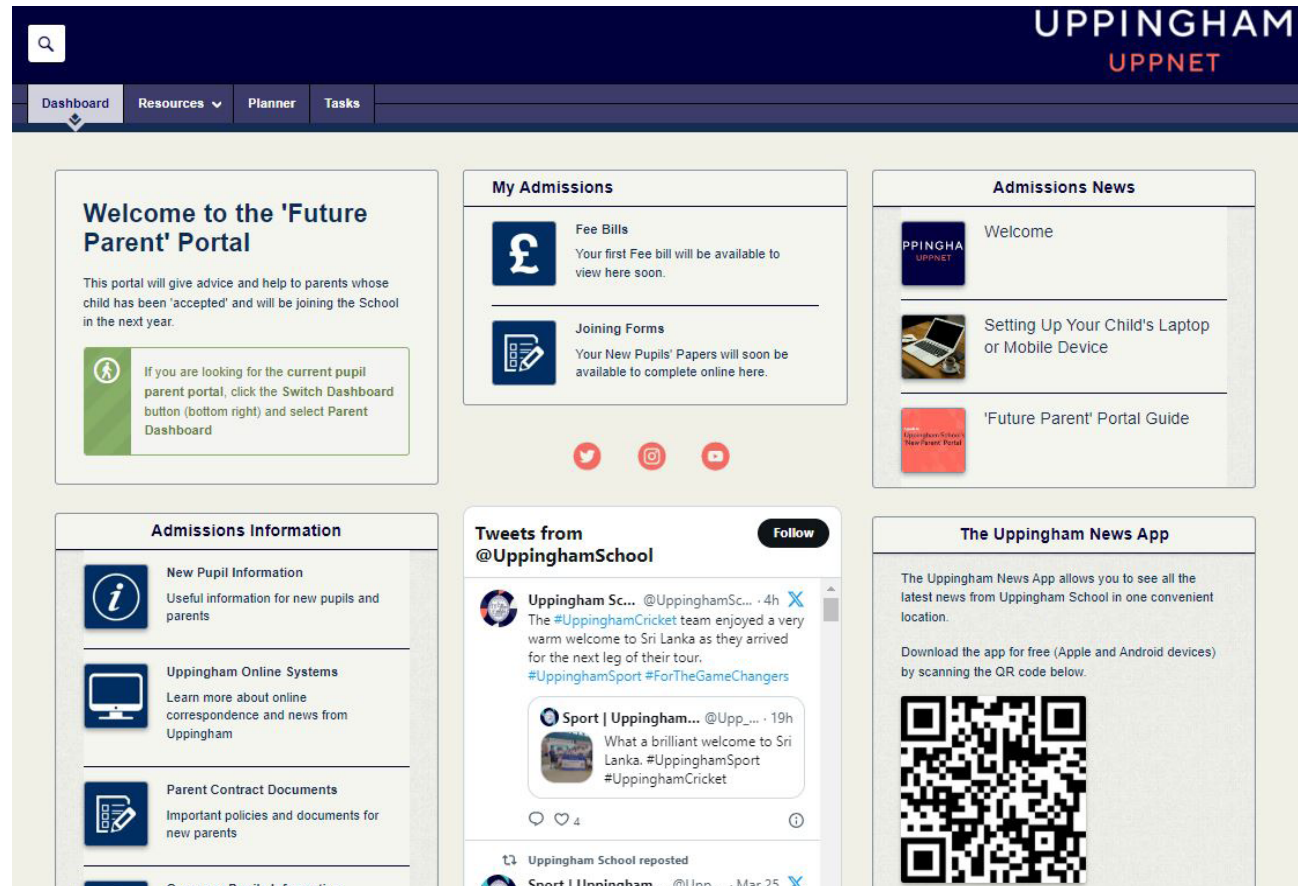 UPPINGHAM
UPPNET
Dashboard
Resources
Planner
Tasks
Welcome to the 'Future
Parent' Portal
This portal will give advice and help to parents whose
child has been 'accepted' and will be joining the School
in the next year.
If you are looking for the current pupil
parent portal, click the Switch Dashboard
button (bottom right) and select Parent
Dashboard
My Admissions
£
Fee Bills
Your first Fee bill will be available to
view here soon.
Joining Forms
Your New Pupils' Papers will soon be
available to complete online here.
Admissions News
PPINGHA
UPPNET
Welcome
Setting Up Your Child's Laptop
or Mobile Device
Uppingham School's
'New Parent' Portal
'Future Parent' Portal Guide
Admissions Information
i
New Pupil Information
Useful information for new pupils and
parents
Uppingham Online Systems
Learn more about online
correspondence and news from
Uppingham
Parent Contract Documents
Important policies and documents for
new parents
Tweets from
@UppinghamSchool
Follow
Uppingham Sc... @UppinghamSc... · 4h
The #UppinghamCricket team enjoyed a very
warm welcome to Sri Lanka as they arrived
for the next leg of their tour.
#UppinghamSport #ForTheGameChangers
Sport | Uppingham... @Upp_... · 19h
What a brilliant welcome to Sri
Lanka. #UppinghamSport
#UppinghamCricket
4
Uppingham School reposted
Sport | Uppingham ... @Upp... · Mar 25
The Uppingham News App
The Uppingham News App allows you to see all the
latest news from Uppingham School in one convenient
location.
Download the app for free (Apple and Android devices)
by scanning the QR code below.